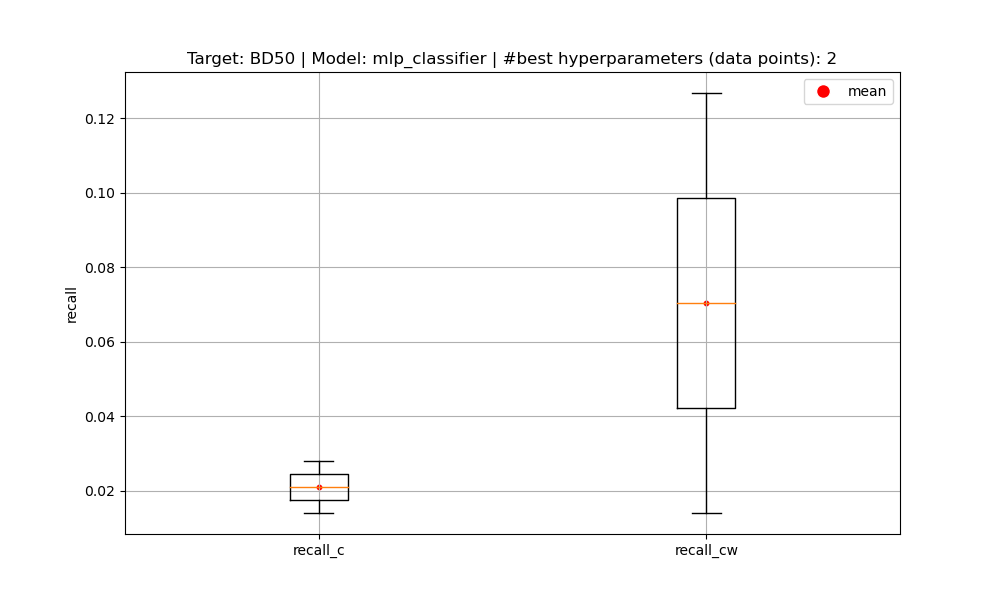 Target: BD50 | Model: mlp_classifier | #best hyperparameters (data points): 2
mean
0.12
0.10
0.08
0.06
0.04
0.02
recall
recall_c
recall_cw